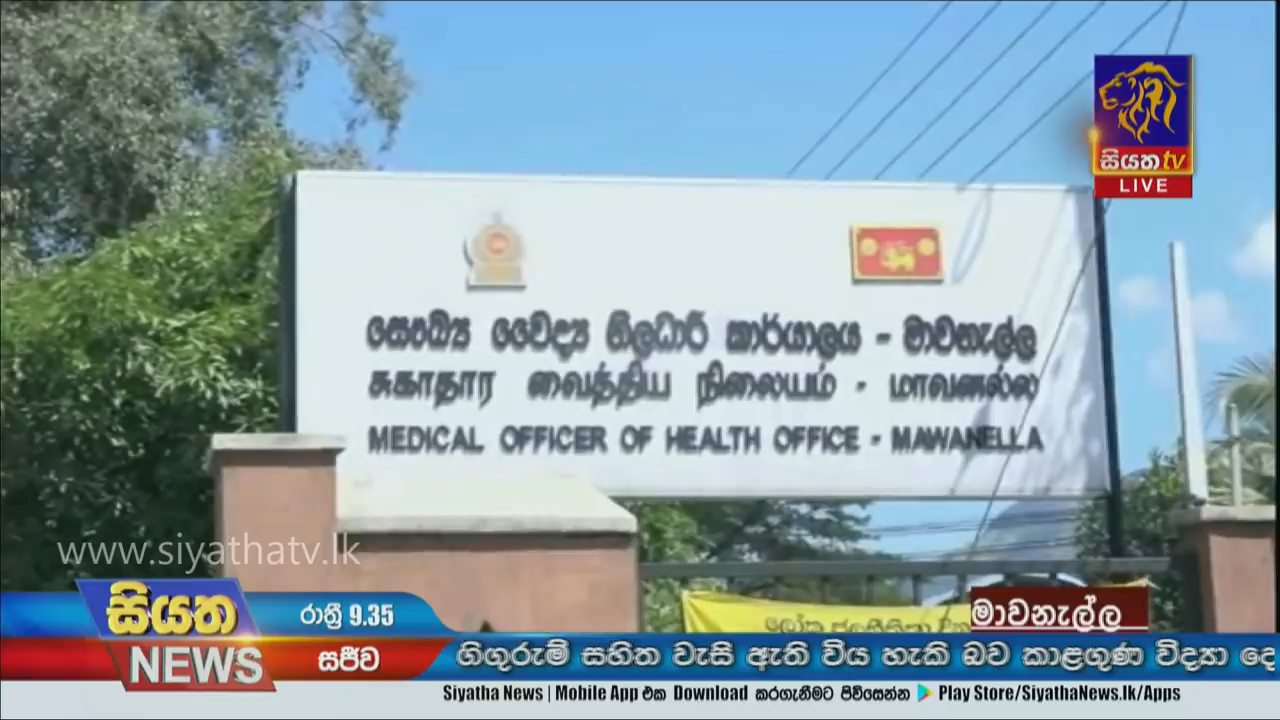 සියත tv
LIVE
සෞඛ්‍ය වෛද්‍ය නිලධාරී කාර්යාලය - මාවනැල්ල
சுகாதார வைத்திய நிலையம் - மாவனல்ல
MEDICAL OFFICER OF HEALTH OFFICE - MAWANELLA
www.siyathatv.lk
සියත
NEWS
රාත්‍රී 9.35
සජීව
මාවනැල්ල
ගිගුරුම් සහිත වැසි ඇති විය හැකි බව කාළගුණ විද්‍යා දෙ
Siyatha News | Mobile App එක Download කරගැනීමට පිවිසෙන්න Play Store/SiyathaNews.lk/Apps